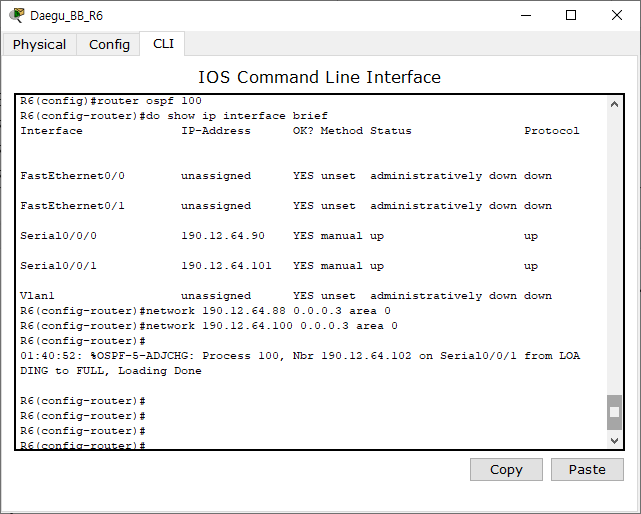 Daegu_BB_R6
Physical Config CLI
IOS Command Line Interface
R6(config)#router ospf 100
R6(config-router)#do show ip interface brief
Interface IP-Address OK? Method Status Protocol
FastEthernet0/0 unassigned YES unset administratively down down
FastEthernet0/1 unassigned YES unset administratively down down
Serial0/0/0 190.12.64.90 YES manual up up
Serial0/0/1 190.12.64.101 YES manual up up
Vlan1 unassigned YES unset administratively down down
R6(config-router)#network 190.12.64.88 0.0.0.3 area 0
R6(config-router)#network 190.12.64.100 0.0.0.3 area 0
R6(config-router)#
01:40:52: %OSPF-5-ADJCHG: Process 100, Nbr 190.12.64.102 on Serial0/0/1 from LOA
DING to FULL, Loading Done
R6(config-router)#
R6(config-router)#
R6(config-router)#
R6(config-router)#
Copy Paste